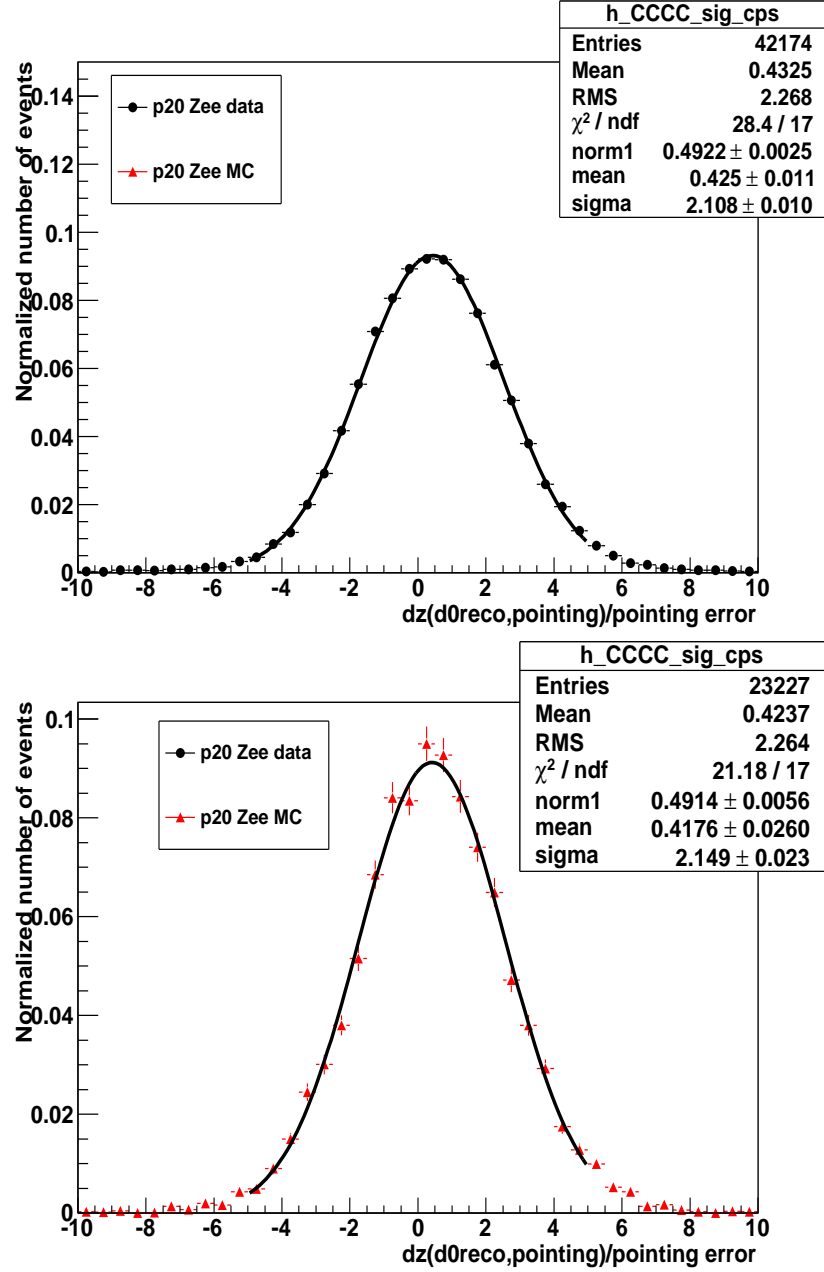 h_CCCC_sig_cps
Entries 42174
Mean 0.4325
RMS 2.268
χ² / ndf 28.4 / 17
norm1 0.4922 ± 0.0025
mean 0.425 ± 0.011
sigma 2.108 ± 0.010
p20 Zee data
p20 Zee MC
Normalized number of events
0.14
0.12
0.1
0.08
0.06
0.04
0.02
0
-10 -8 -6 -4 -2 0 2 4 6 8 10
dz(d0reco,pointing)/pointing error
h_CCCC_sig_cps
Entries 23227
Mean 0.4237
RMS 2.264
χ² / ndf 21.18 / 17
norm1 0.4914 ± 0.0056
mean 0.4176 ± 0.0260
sigma 2.149 ± 0.023
p20 Zee data
p20 Zee MC
Normalized number of events
0.1
0.08
0.06
0.04
0.02
0
-10 -8 -6 -4 -2 0 2 4 6 8 10
dz(d0reco,pointing)/pointing error